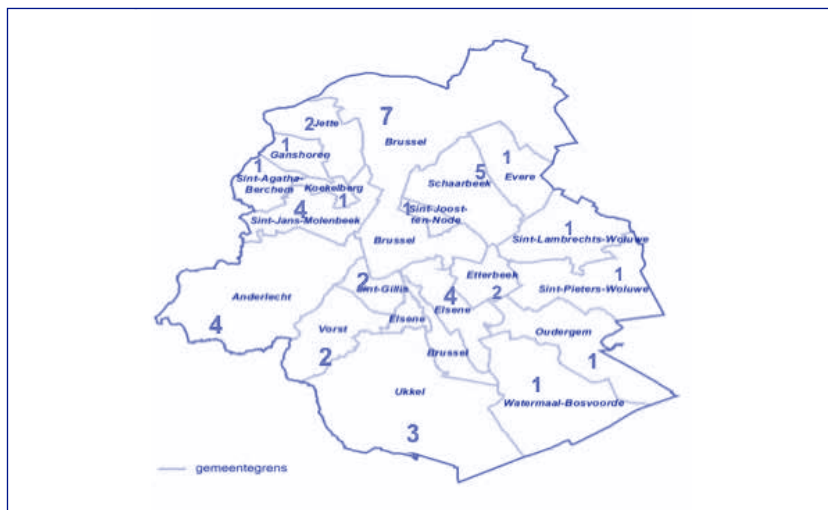 7
2
Jette
Brussel
1
Ganshoren
1
Sint-Agatha-
Berchem
Koekelberg
1
4
Sint-Jans-Molenbeek
5
Schaarbeek
1
Evere
1
Sint-Joost-
ten-Node
Brussel
1
Sint-Lambrechts-Woluwe
1
Sint-Pieters-Woluwe
Etterbeek
2
2
Sint-Gillis
4
Elsene
Elsene
Anderlecht
4
Vorst
2
Brussel
Oudergem
1
1
Watermaal-Bosvoorde
Ukkel
3
gemeentegrens